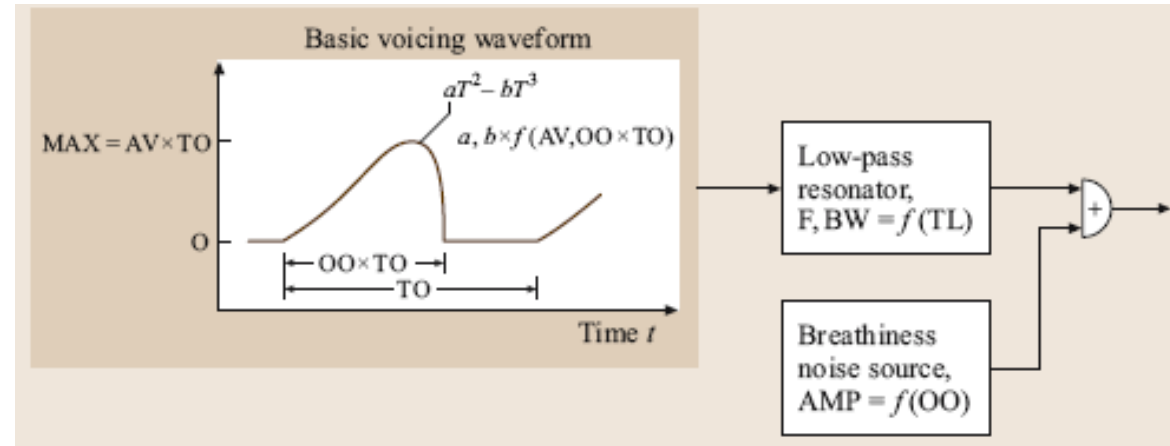 Basic voicing waveform
aT²– bT³
MAX = AV×TO
a, b×f(AV,OO×TO)
O
OO×TO
TO
Time t
Low-pass
resonator,
F, BW = f(TL)
+
Breathiness
noise source,
AMP = f(OO)